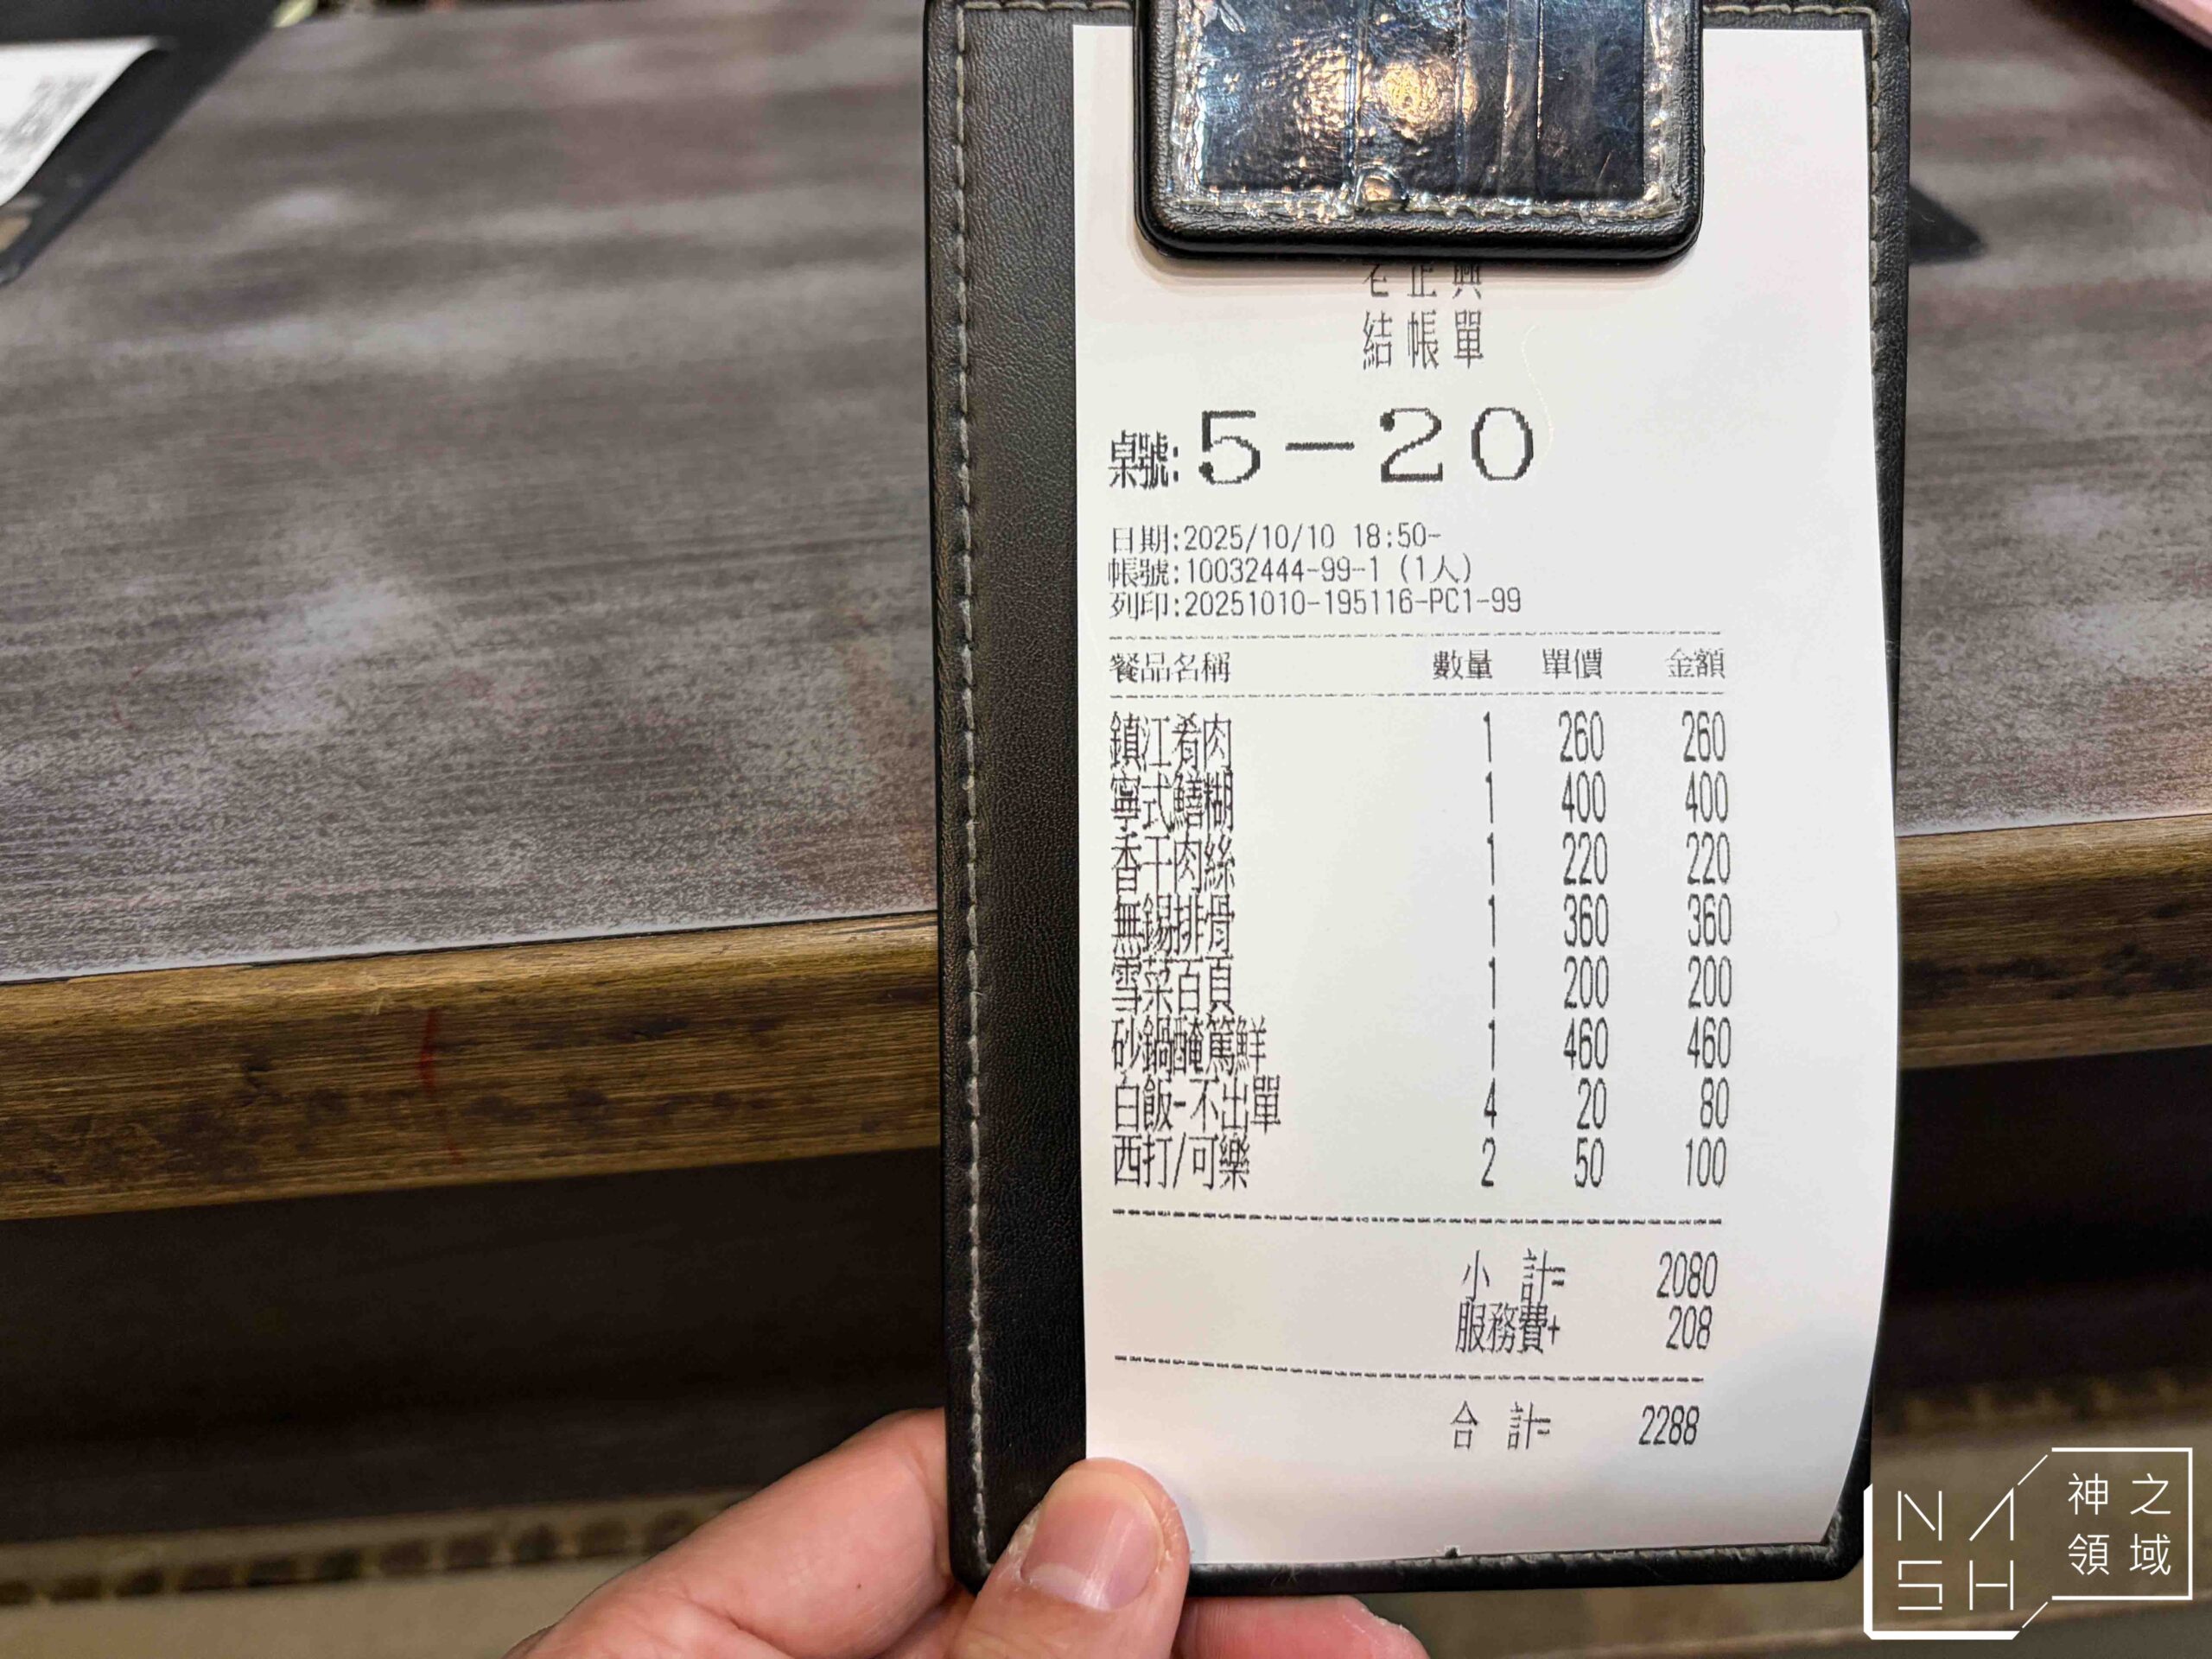 老正興
結帳單
桌號:5-20
日期:2025/10/10 18:50-
帳號:10032444-99-1 (1人)
列印:20251010-195116-PC1-99
餐品名稱 數量 單價 金額
鎮江肴肉 1 260 260
寧式鱔糊 1 400 400
香干肉絲 1 220 220
無錫排骨 1 360 360
雪菜百頁 1 200 200
砂鍋醃篤鮮 1 460 460
白飯-不出單 4 20 80
西打/可樂 2 50 100
小 計= 2080
服務費+ 208
合 計= 2288
NASH
神之領域